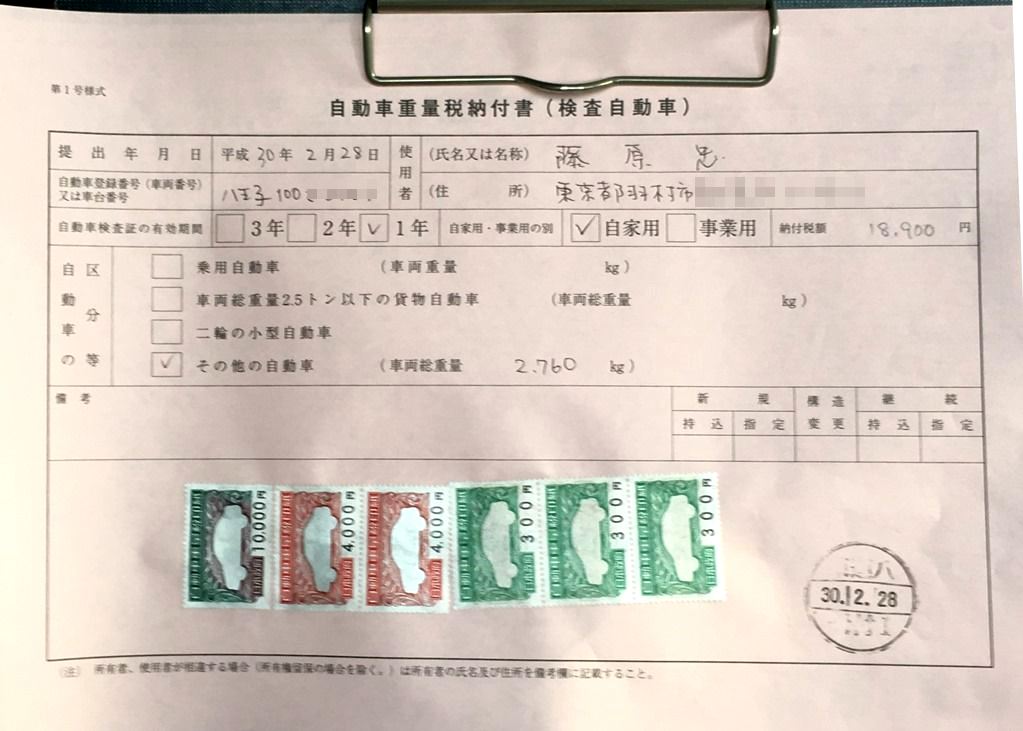 第1号様式
自動車重量税納付書（検査自動車）
提出年月日 平成30年2月28日 使用者 （氏名又は名称） 藤原 忠
自動車登録番号（車両番号）又は車台番号 八王子100 （住所） 東京都羽村市
自動車検査証の有効期間 3年 2年 ✓ 1年 自家用・事業用の別 ✓ 自家用 事業用 納付税額 18,900 円
自動車の区分等
乗用自動車 （車両重量 kg）
車両総重量2.5トン以下の貨物自動車 （車両総重量 kg）
二輪の小型自動車
✓ その他の自動車 （車両総重量 2,760 kg）
備考 新規 構造変更 継続
持込 指定 持込 指定
10,000円 4,000円 4,000円 300円 300円 300円
30.12.28
（注） 所有者、使用者が相違する場合（所有権留保の場合を除く。）は所有者の氏名及び住所を備考欄に記載すること。